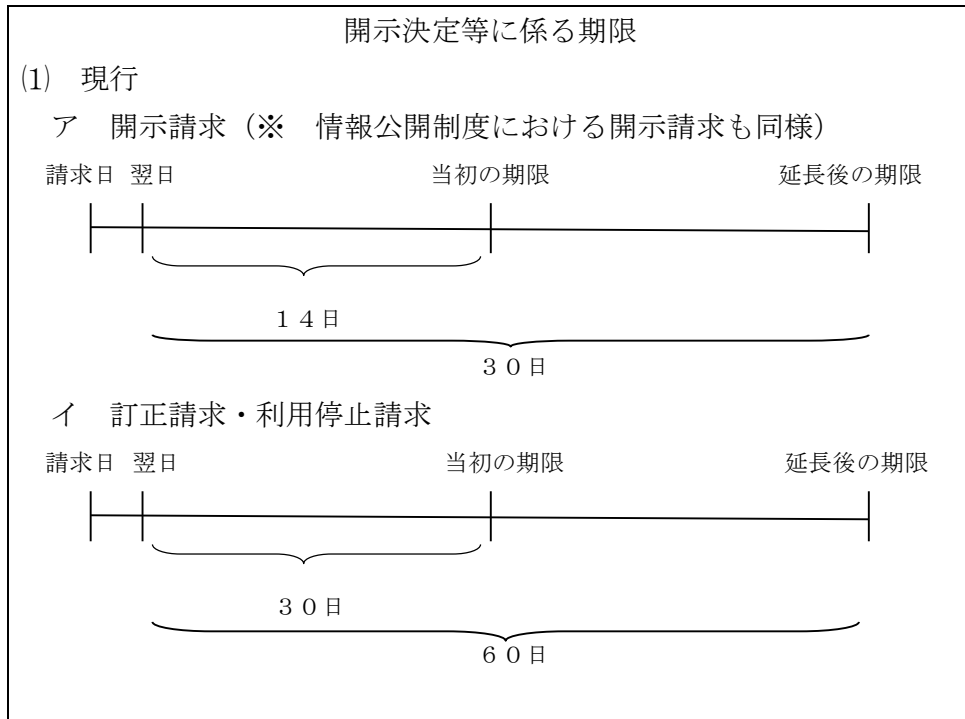 開示決定等に係る期限
⑴　現行
ア　開示請求（※　情報公開制度における開示請求も同様）
請求日 翌日 当初の期限 延長後の期限
１４日
３０日
イ　訂正請求・利用停止請求
請求日 翌日 当初の期限 延長後の期限
３０日
６０日